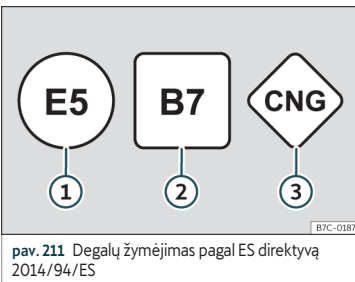 E5 B7 CNG
1 2 3
B7C-0187
pav. 211 Degalų žymėjimas pagal ES direktyvą
2014/94/ES